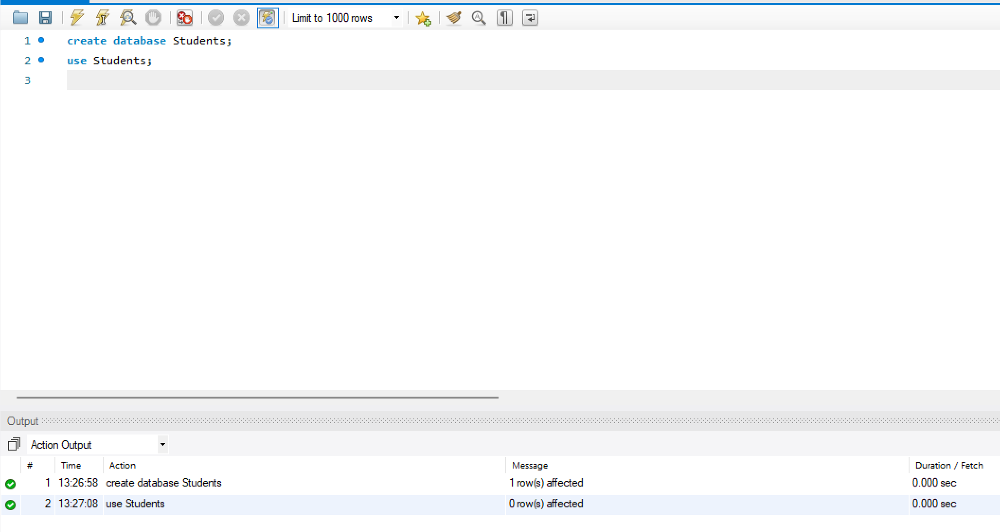 Limit to 1000 rows
1 create database Students;
2 use Students;
3
Output
Action Output
# Time Action Message Duration / Fetch
1 13:26:58 create database Students 1 row(s) affected 0.000 sec
2 13:27:08 use Students 0 row(s) affected 0.000 sec